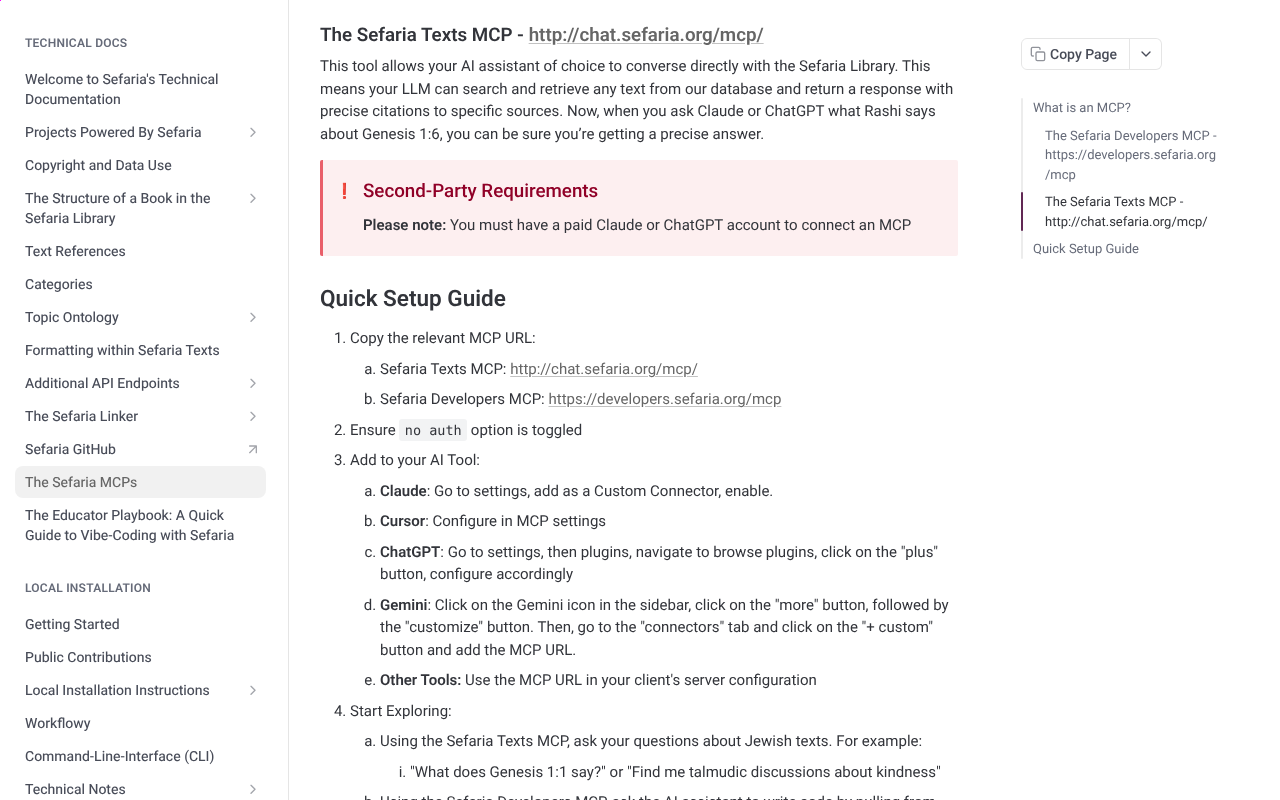 TECHNICAL DOCS
Welcome to Sefaria's Technical
Documentation
Projects Powered By Sefaria
Copyright and Data Use
The Structure of a Book in the
Sefaria Library
Text References
Categories
Topic Ontology
Formatting within Sefaria Texts
Additional API Endpoints
The Sefaria Linker
Sefaria GitHub
The Sefaria MCPs
The Educator Playbook: A Quick
Guide to Vibe-Coding with Sefaria
LOCAL INSTALLATION
Getting Started
Public Contributions
Local Installation Instructions
Workflowy
Command-Line-Interface (CLI)
Technical Notes
The Sefaria Texts MCP - http://chat.sefaria.org/mcp/
This tool allows your AI assistant of choice to converse directly with the Sefaria Library. This
means your LLM can search and retrieve any text from our database and return a response with
precise citations to specific sources. Now, when you ask Claude or ChatGPT what Rashi says
about Genesis 1:6, you can be sure you’re getting a precise answer.
❗ Second-Party Requirements
Please note: You must have a paid Claude or ChatGPT account to connect an MCP
Quick Setup Guide
1. Copy the relevant MCP URL:
a. Sefaria Texts MCP: http://chat.sefaria.org/mcp/
b. Sefaria Developers MCP: https://developers.sefaria.org/mcp
2. Ensure no auth option is toggled
3. Add to your AI Tool:
a. Claude: Go to settings, add as a Custom Connector, enable.
b. Cursor: Configure in MCP settings
c. ChatGPT: Go to settings, then plugins, navigate to browse plugins, click on the "plus"
button, configure accordingly
d. Gemini: Click on the Gemini icon in the sidebar, click on the "more" button, followed by
the "customize" button. Then, go to the "connectors" tab and click on the "+ custom"
button and add the MCP URL.
e. Other Tools: Use the MCP URL in your client's server configuration
4. Start Exploring:
a. Using the Sefaria Texts MCP, ask your questions about Jewish texts. For example:
i. "What does Genesis 1:1 say?" or "Find me talmudic discussions about kindness"
b. Using the Sefaria Developers MCP, ask the AI assistant to write code by pulling from
Copy Page
What is an MCP?
The Sefaria Developers MCP -
https://developers.sefaria.org
/mcp
The Sefaria Texts MCP -
http://chat.sefaria.org/mcp/
Quick Setup Guide